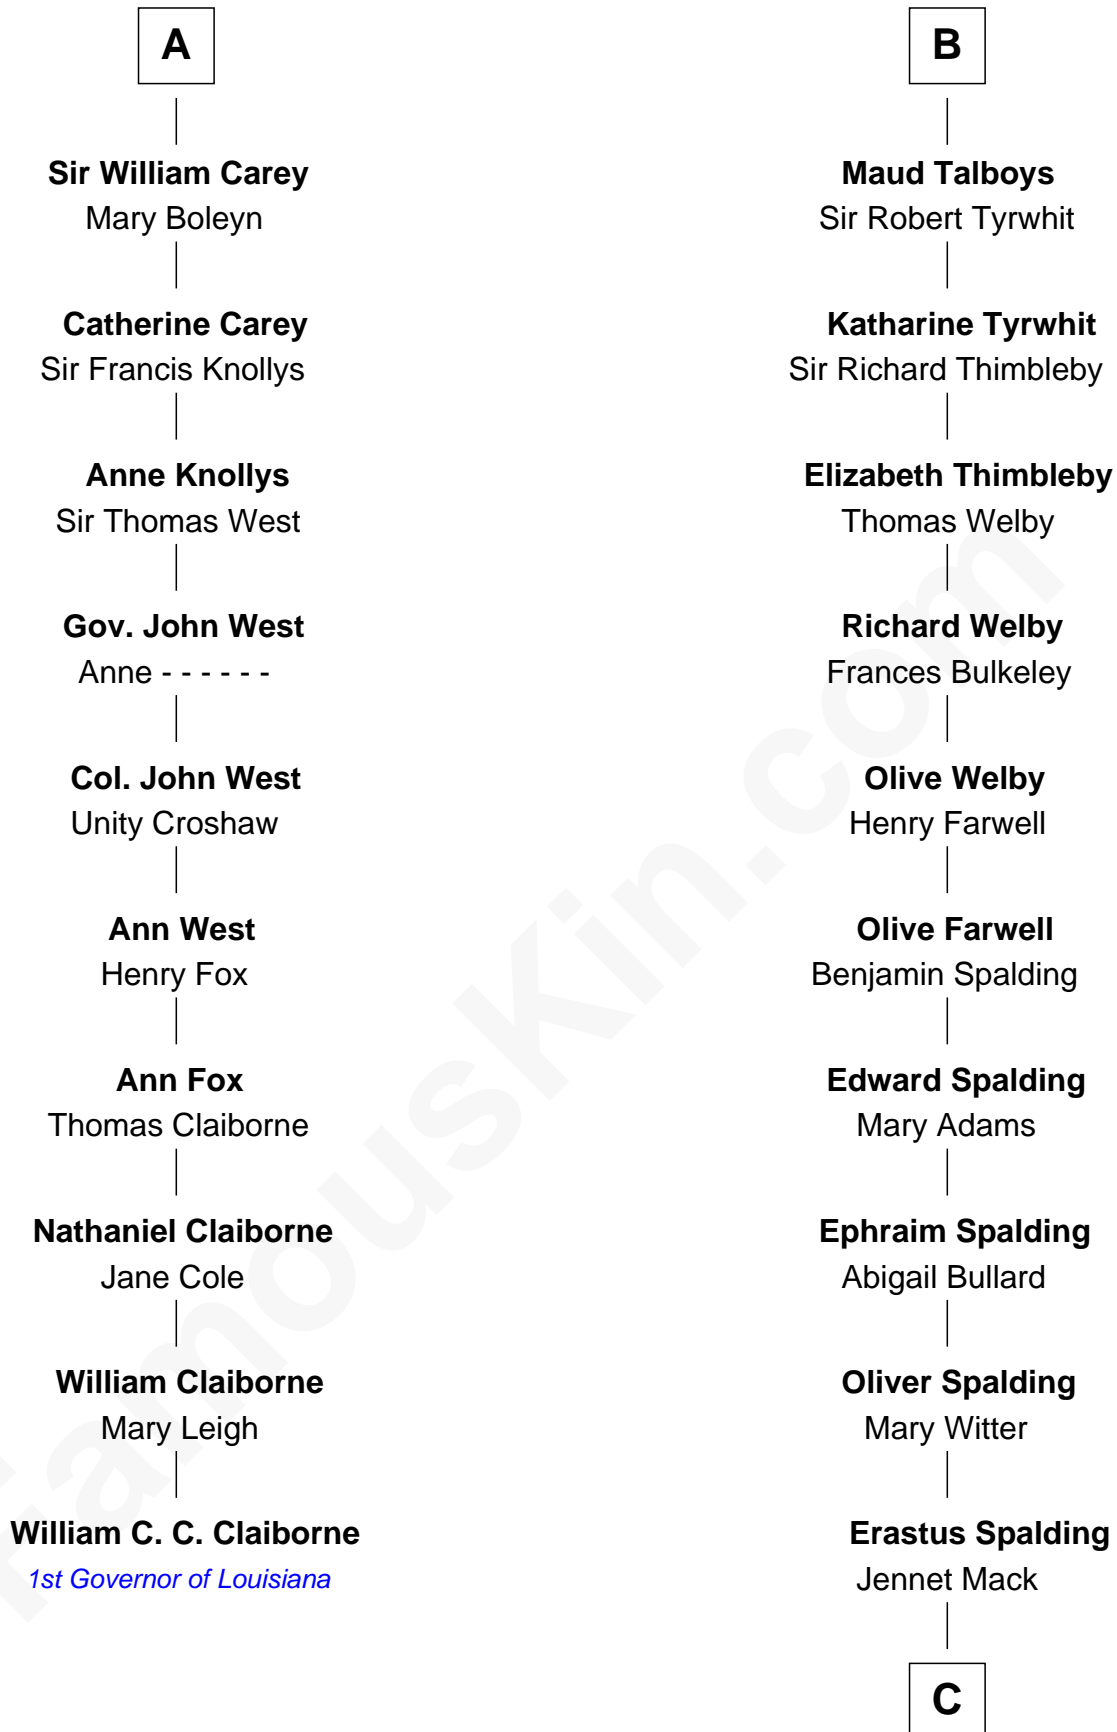 A
Sir William Carey
Mary Boleyn
Catherine Carey
Sir Francis Knollys
Anne Knollys
Sir Thomas West
Gov. John West
Anne - - - - - -
Col. John West
Unity Croshaw
Ann West
Henry Fox
Ann Fox
Thomas Claiborne
Nathaniel Claiborne
Jane Cole
William Claiborne
Mary Leigh
William C. C. Claiborne
1st Governor of Louisiana
B
Maud Talboys
Sir Robert Tyrwhit
Katharine Tyrwhit
Sir Richard Thimbleby
Elizabeth Thimbleby
Thomas Welby
Richard Welby
Frances Bulkeley
Olive Welby
Henry Farwell
Olive Farwell
Benjamin Spalding
Edward Spalding
Mary Adams
Ephraim Spalding
Abigail Bullard
Oliver Spalding
Mary Witter
Erastus Spalding
Jennet Mack
C
FamousKin.com